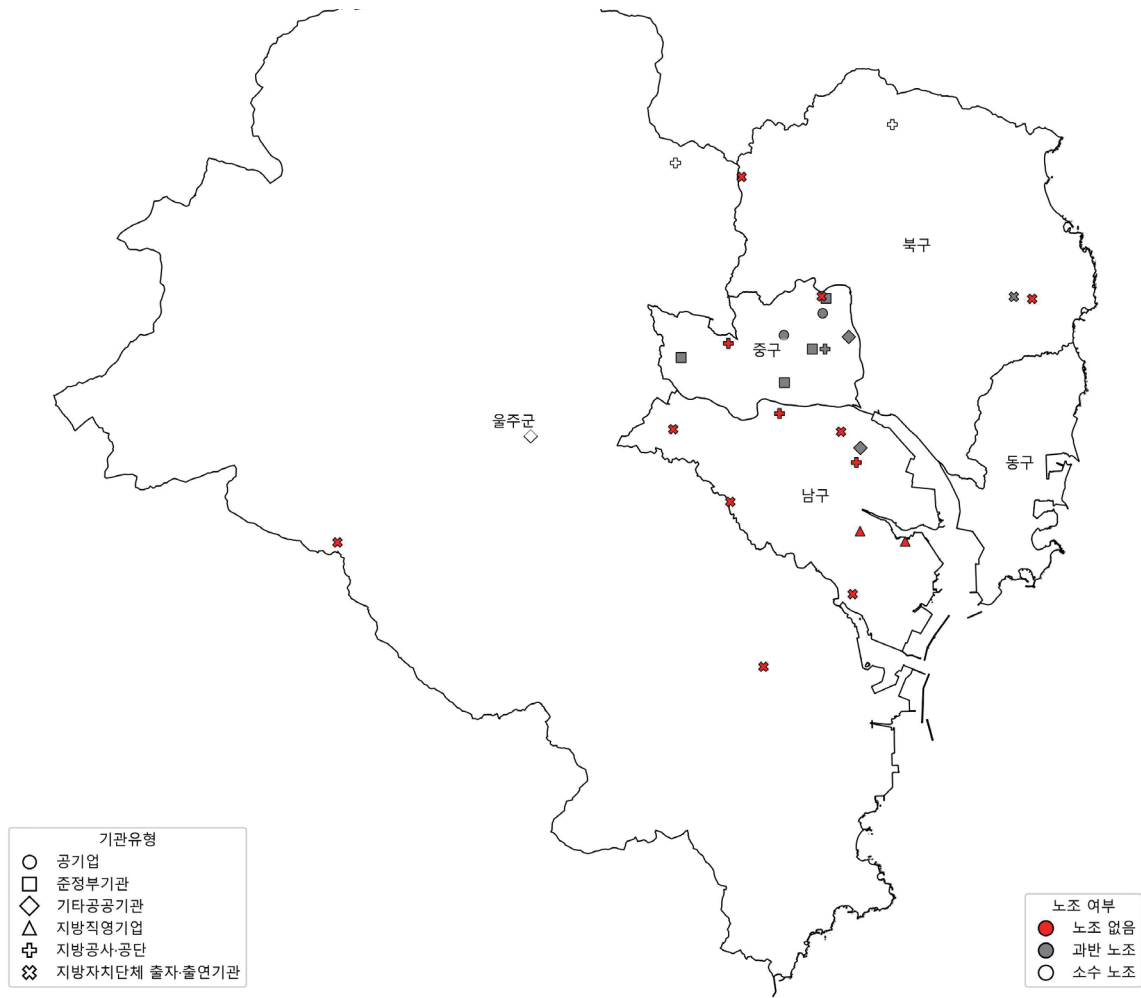 북구
중구
울주군
동구
남구
기관유형
공기업
준정부기관
기타공공기관
지방직영기업
지방공사·공단
지방자치단체 출자·출연기관
노조 여부
노조 없음
과반 노조
소수 노조